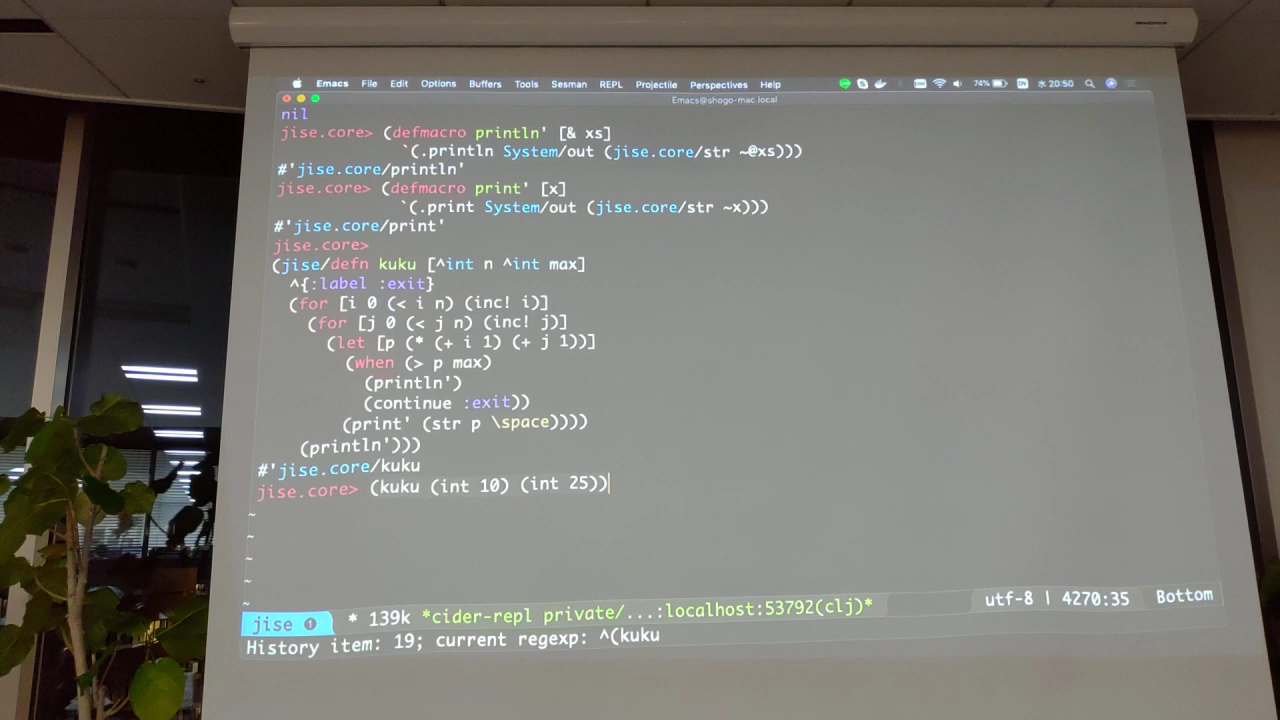 Emacs File Edit Options Buffers Tools Sesman REPL Projectile Perspectives Help 74% 水 20:50
Emacs@shogo-mac.local
nil
jise.core> (defmacro println' [& xs]
`(.println System/out (jise.core/str ~@xs)))
#'jise.core/println'
jise.core> (defmacro print' [x]
`(.print System/out (jise.core/str ~x)))
#'jise.core/print'
jise.core>
(jise/defn kuku [^int n ^int max]
^{:label :exit}
(for [i 0 (< i n) (inc! i)]
(for [j 0 (< j n) (inc! j)]
(let [p (* (+ i 1) (+ j 1))]
(when (> p max)
(println')
(continue :exit))
(print' (str p \space))))
(println')))
#'jise.core/kuku
jise.core> (kuku (int 10) (int 25))
~
~
~
~
~
jise 1 * 139k *cider-repl private/...:localhost:53792(clj)* utf-8 | 4270:35 Bottom
History item: 19; current regexp: ^(kuku